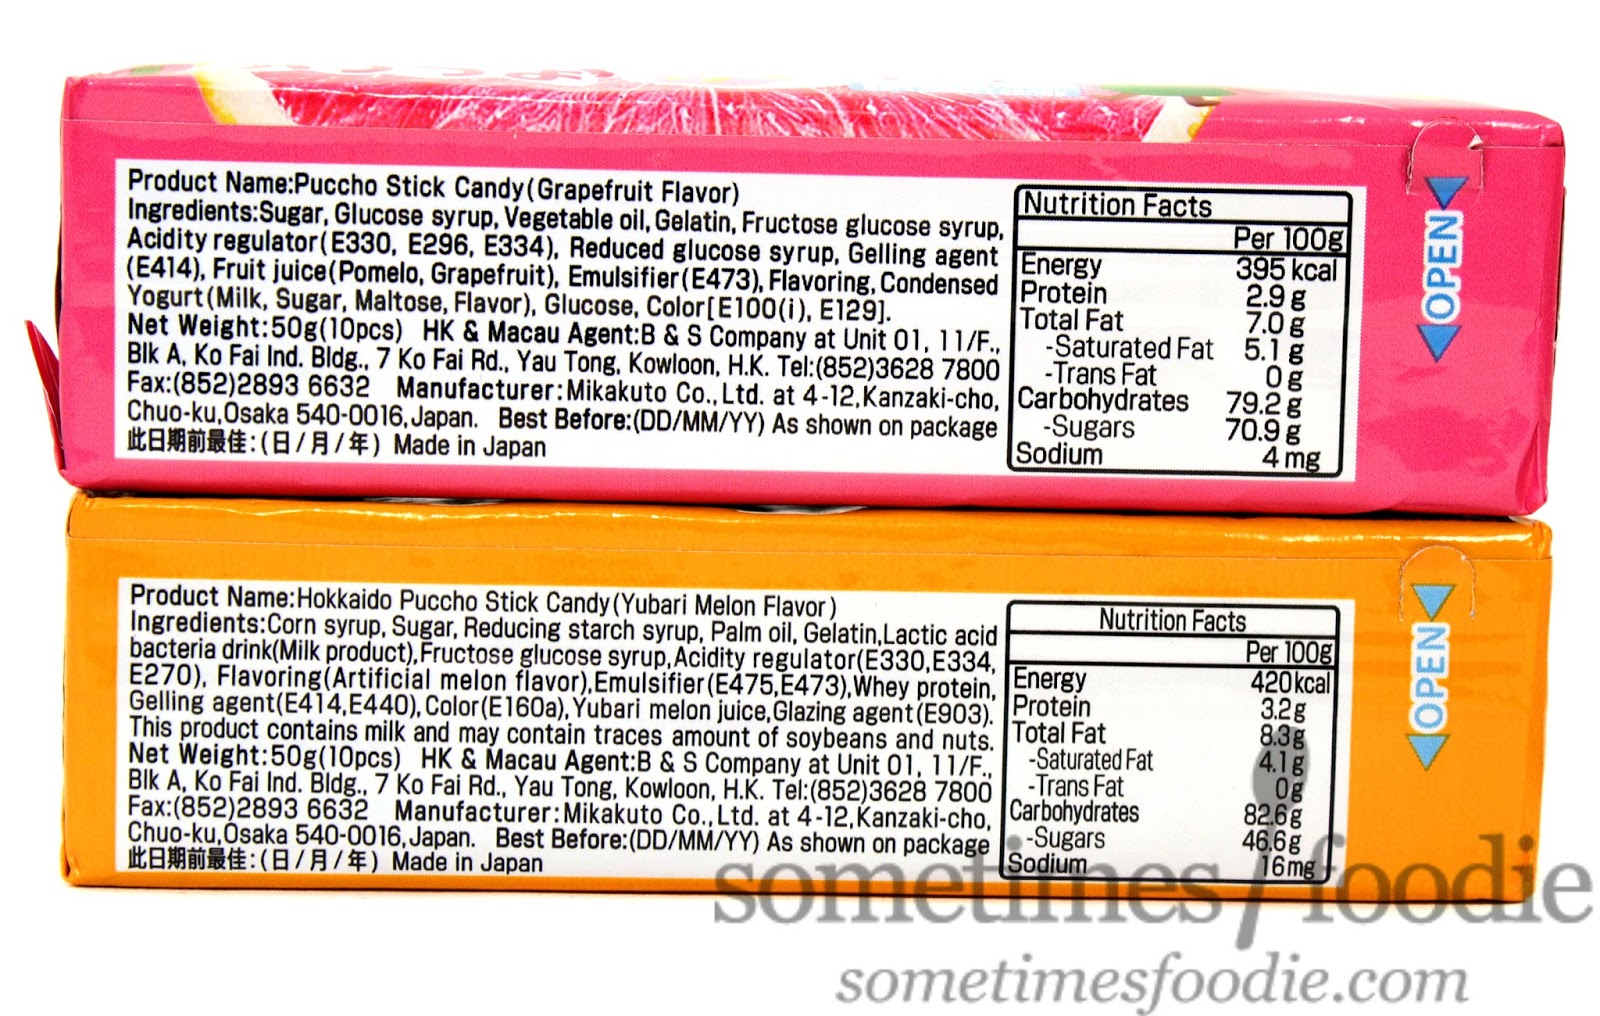 Product Name:Puccho Stick Candy(Grapefruit Flavor)
Ingredients:Sugar, Glucose syrup, Vegetable oil, Gelatin, Fructose glucose syrup,
Acidity regulator(E330, E296, E334), Reduced glucose syrup, Gelling agent
(E414), Fruit juice(Pomelo, Grapefruit), Emulsifier(E473), Flavoring, Condensed
Yogurt(Milk, Sugar, Maltose, Flavor), Glucose, Color[E100(i), E129].
Net Weight:50g(10pcs) HK & Macau Agent:B & S Company at Unit 01, 11/F.,
Blk A, Ko Fai Ind. Bldg., 7 Ko Fai Rd., Yau Tong, Kowloon, H.K. Tel:(852)3628 7800
Fax:(852)2893 6632 Manufacturer:Mikakuto Co.,Ltd. at 4-12,Kanzaki-cho,
Chuo-ku,Osaka 540-0016,Japan. Best Before:(DD/MM/YY) As shown on package
此日期前最佳:(日/月/年) Made in Japan
Nutrition Facts
Per 100g
Energy 395 kcal
Protein 2.9 g
Total Fat 7.0 g
-Saturated Fat 5.1 g
-Trans Fat 0 g
Carbohydrates 79.2 g
-Sugars 70.9 g
Sodium 4 mg
OPEN
Product Name:Hokkaido Puccho Stick Candy(Yubari Melon Flavor)
Ingredients:Corn syrup, Sugar, Reducing starch syrup, Palm oil, Gelatin,Lactic acid
bacteria drink(Milk product),Fructose glucose syrup,Acidity regulator(E330,E334,
E270), Flavoring(Artificial melon flavor),Emulsifier(E475,E473),Whey protein,
Gelling agent(E414,E440),Color(E160a),Yubari melon juice,Glazing agent(E903).
This product contains milk and may contain traces amount of soybeans and nuts.
Net Weight:50g(10pcs) HK & Macau Agent:B & S Company at Unit 01, 11/F.,
Blk A, Ko Fai Ind. Bldg., 7 Ko Fai Rd., Yau Tong, Kowloon, H.K. Tel:(852)3628 7800
Fax:(852)2893 6632 Manufacturer:Mikakuto Co.,Ltd. at 4-12,Kanzaki-cho,
Chuo-ku,Osaka 540-0016,Japan. Best Before:(DD/MM/YY) As shown on package
此日期前最佳:(日/月/年) Made in Japan
Nutrition Facts
Per 100g
Energy 420kcal
Protein 3.2g
Total Fat 8.3g
-Saturated Fat 4.1g
-Trans Fat 0g
Carbohydrates 82.6g
-Sugars 46.6g
Sodium 16mg
OPEN
sometimes foodie
sometimesfoodie.com